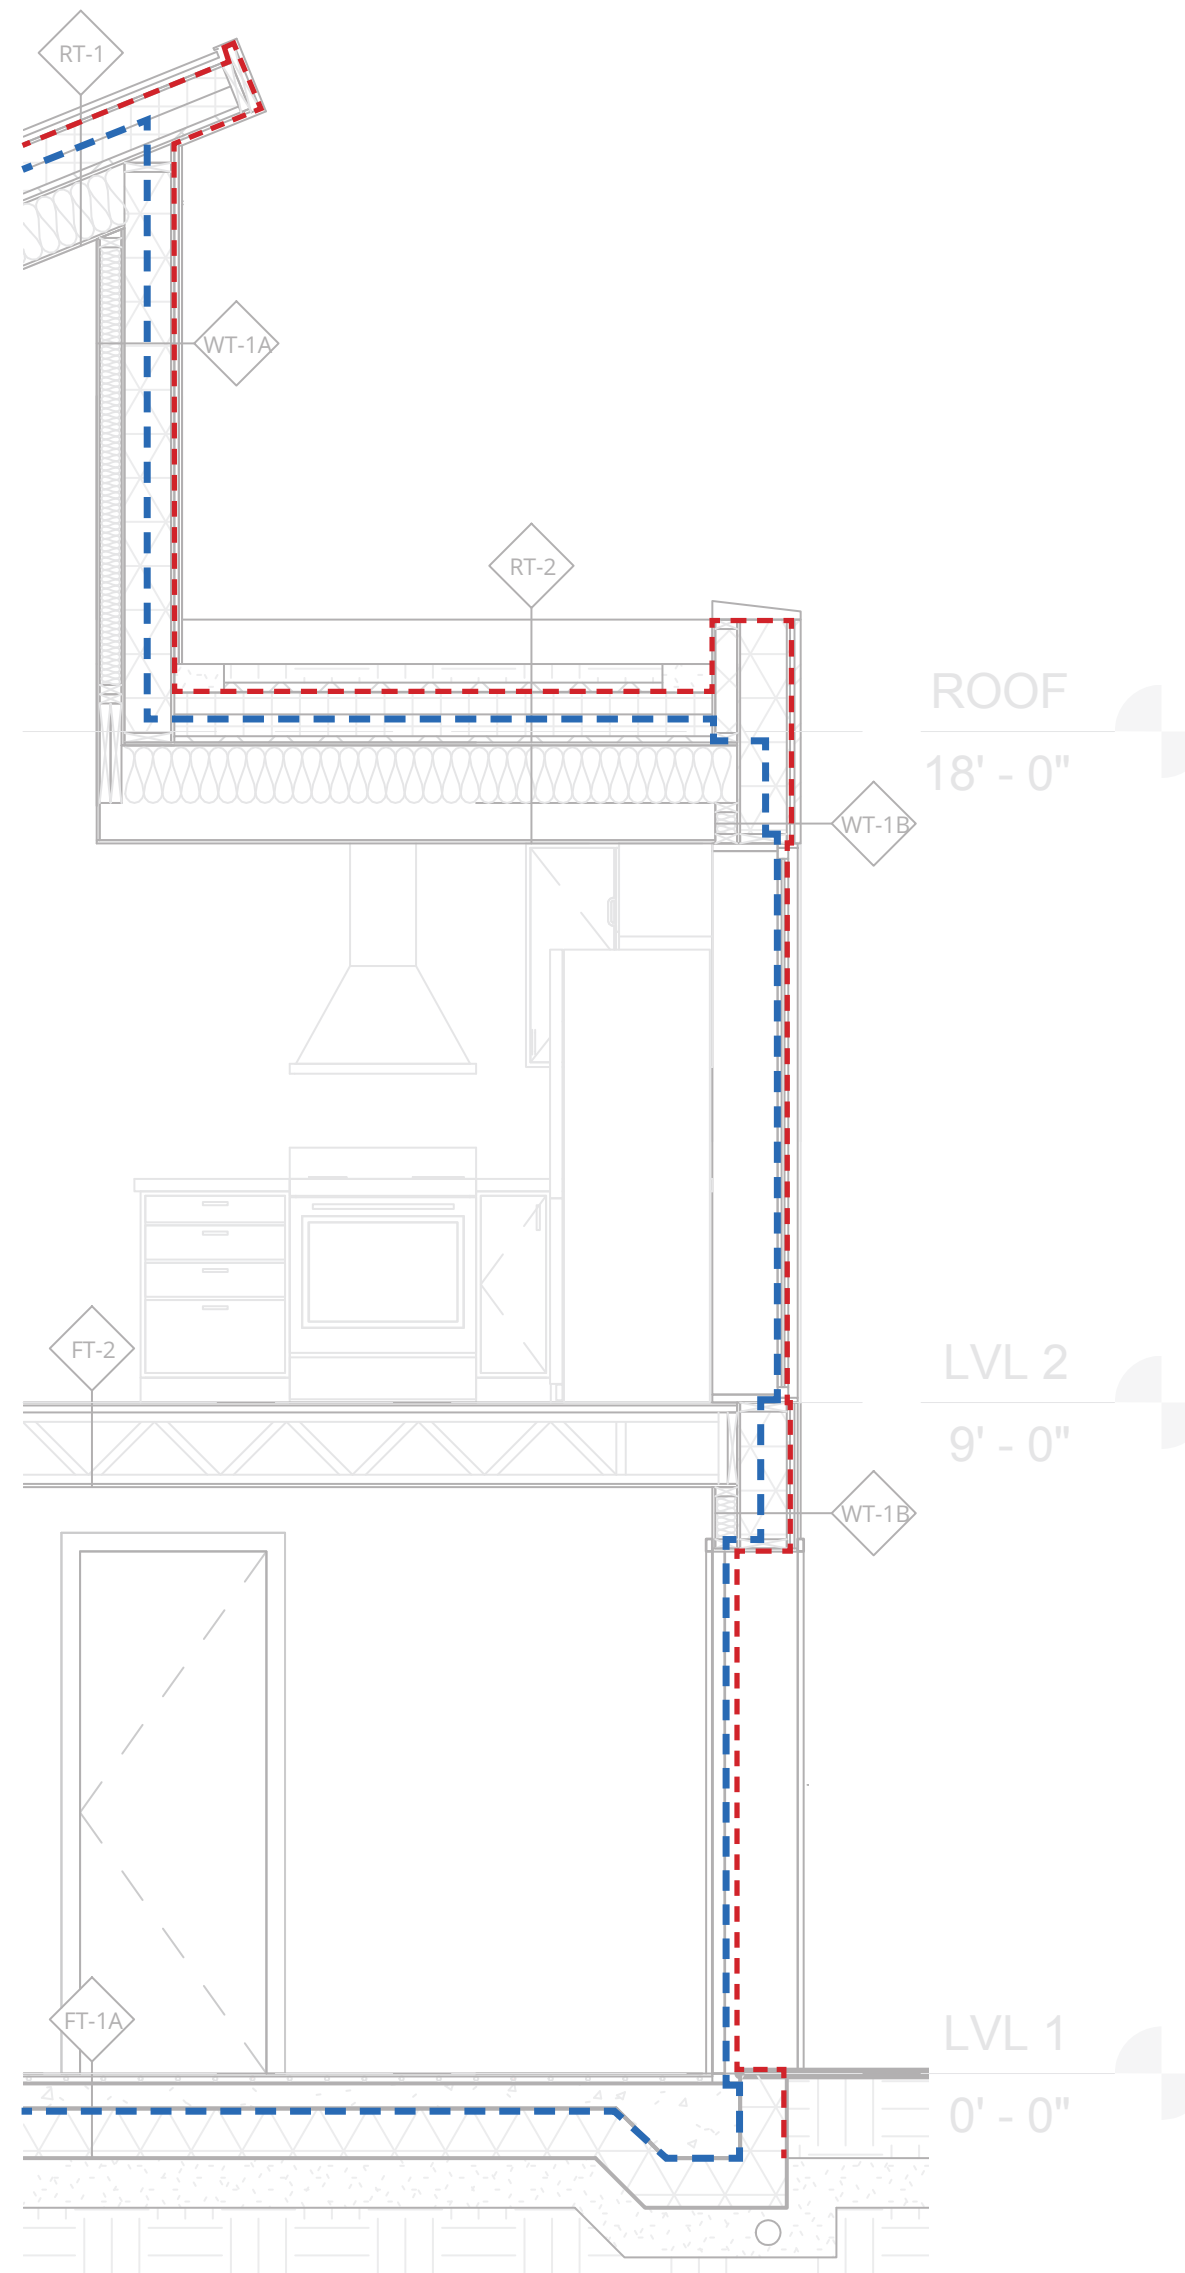 RT-1
WT-1A
RT-2
ROOF
18' - 0"
WT-1B
FT-2
LVL 2
9' - 0"
WT-1B
FT-1A
LVL 1
0' - 0"